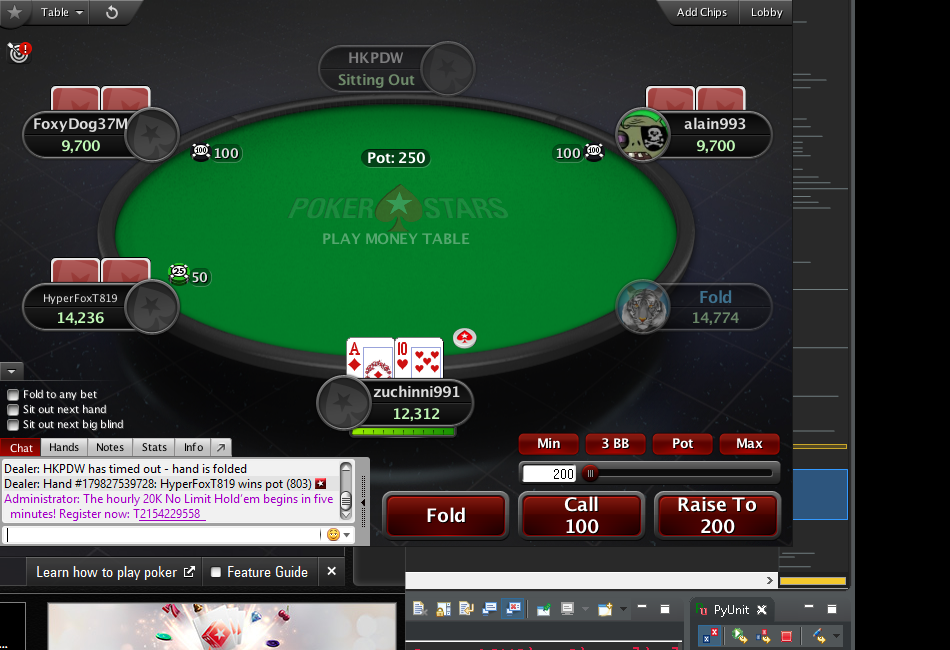 Table
Add Chips
Lobby
HKPDW
Sitting Out
FoxyDog37M
9,700
alain993
9,700
100
Pot: 250
100
POKER STARS
PLAY MONEY TABLE
50
HyperFoxT819
14,236
Fold
14,774
A
10
zuchinni991
12,312
Fold to any bet
Sit out next hand
Sit out next big blind
Chat
Hands
Notes
Stats
Info
Min
3 BB
Pot
Max
Dealer: HKPDW has timed out - hand is folded
Dealer: Hand #179827539728: HyperFoxT819 wins pot (803)
Administrator: The hourly 20K No Limit Hold'em begins in five
minutes! Register now: T2154229558
200
Fold
Call
100
Raise To
200
Learn how to play poker
Feature Guide
PyUnit